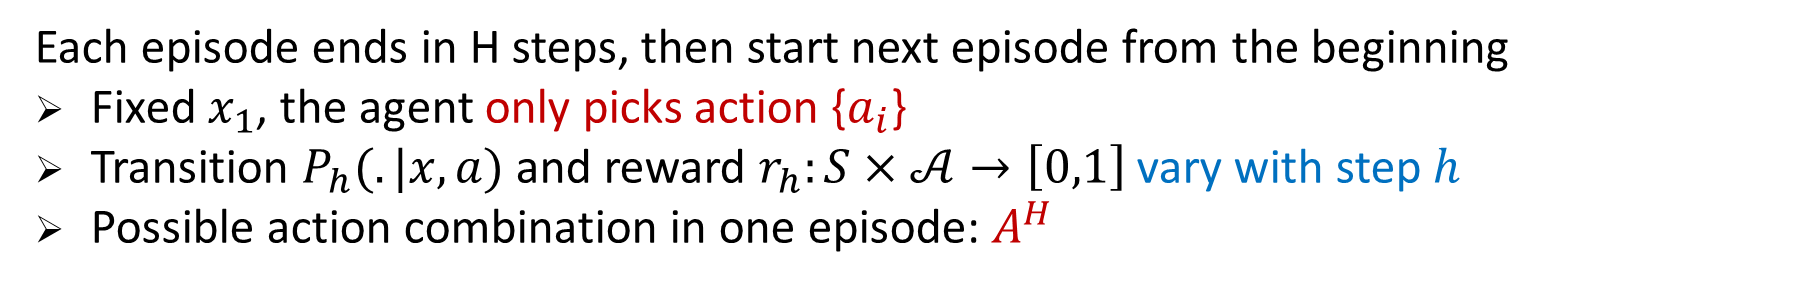 Each episode ends in H steps, then start next episode from the beginning
➢ Fixed x₁, the agent only picks action {aᵢ}
➢ Transition Pₕ(.|x, a) and reward rₕ: S × 𝒜 → [0,1] vary with step h
➢ Possible action combination in one episode: Aᴴ